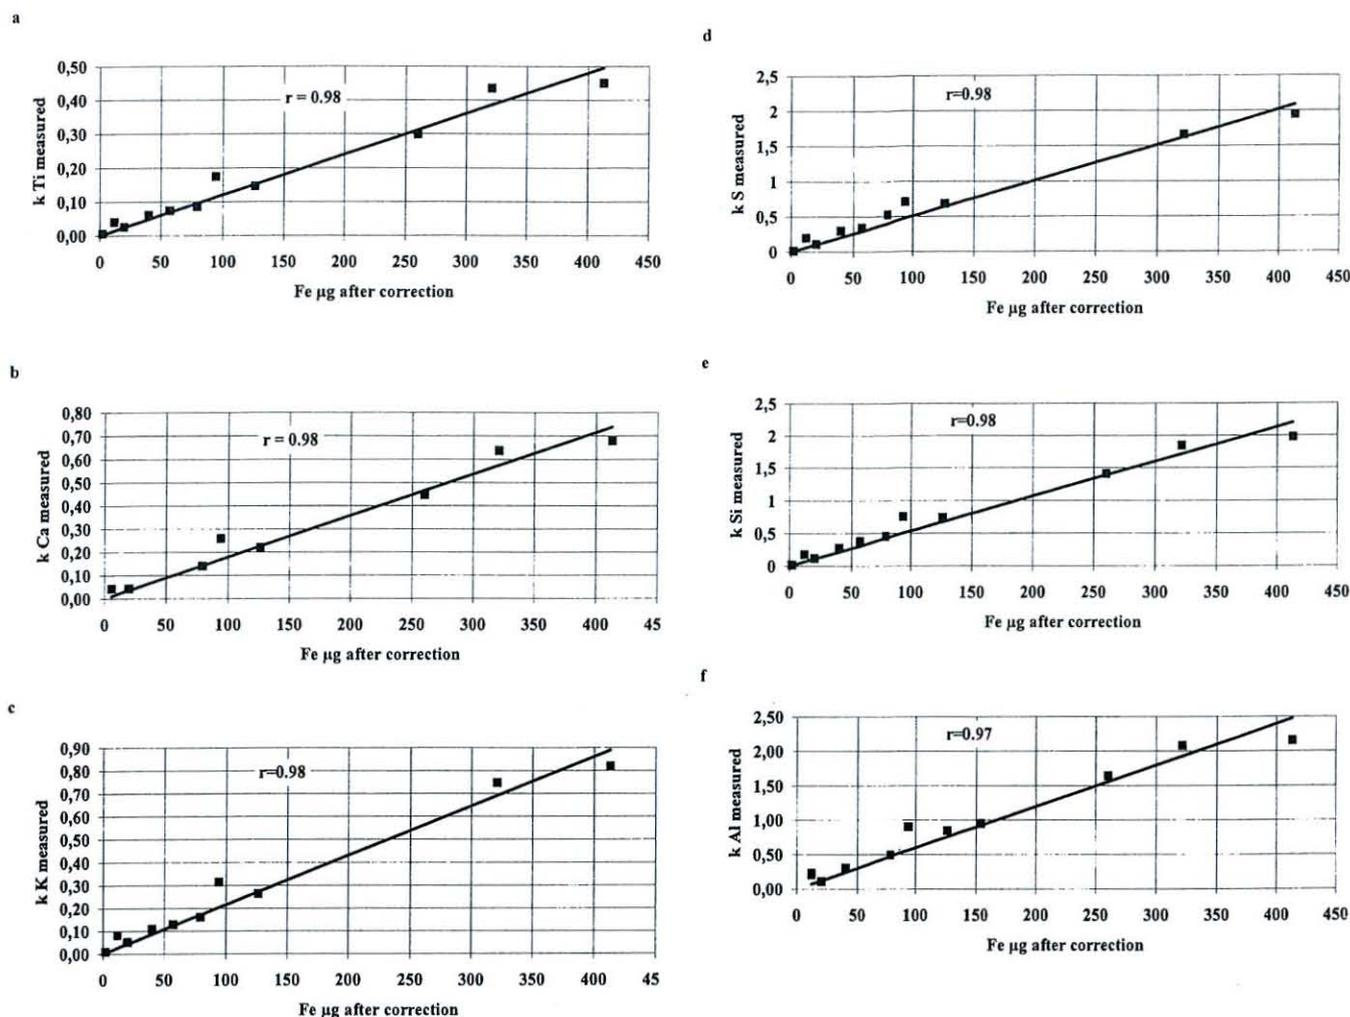 a
0,50
0,40
0,30
0,20
0,10
0,00
k Ti measured
r = 0.98
0 50 100 150 200 250 300 350 400 450
Fe µg after correction
b
0,80
0,70
0,60
0,50
0,40
0,30
0,20
0,10
0,00
k Ca measured
r = 0.98
0 50 100 150 200 250 300 350 400 45
Fe µg after correction
c
0,90
0,80
0,70
0,60
0,50
0,40
0,30
0,20
0,10
0,00
k K measured
r=0.98
0 50 100 150 200 250 300 350 400 45
Fe µg after correction
d
2,5
2
1,5
1
0,5
0
k S measured
r=0.98
0 50 100 150 200 250 300 350 400 450
Fe µg after correction
e
2,5
2
1,5
1
0,5
0
k Si measured
r=0.98
0 50 100 150 200 250 300 350 400 450
Fe µg after correction
f
2,50
2,00
1,50
1,00
0,50
0,00
k Al measured
r=0.97
0 50 100 150 200 250 300 350 400 450
Fe µg after correction